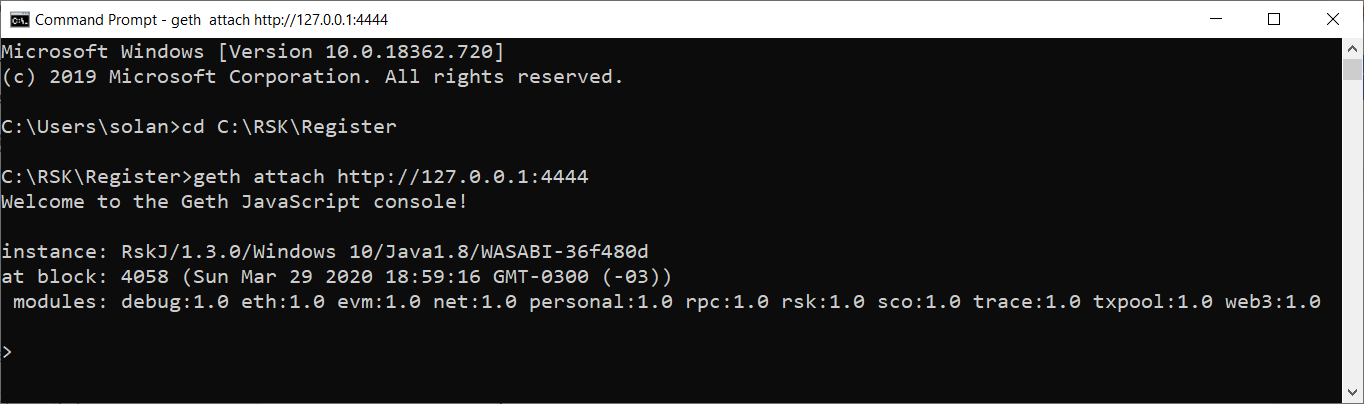 Command Prompt - geth  attach http://127.0.0.1:4444
Microsoft Windows [Version 10.0.18362.720]
(c) 2019 Microsoft Corporation. All rights reserved.
C:\Users\solan>cd C:\RSK\Register
C:\RSK\Register>geth attach http://127.0.0.1:4444
Welcome to the Geth JavaScript console!
instance: RskJ/1.3.0/Windows 10/Java1.8/WASABI-36f480d
at block: 4058 (Sun Mar 29 2020 18:59:16 GMT-0300 (-03))
 modules: debug:1.0 eth:1.0 evm:1.0 net:1.0 personal:1.0 rpc:1.0 rsk:1.0 sco:1.0 trace:1.0 txpool:1.0 web3:1.0
>